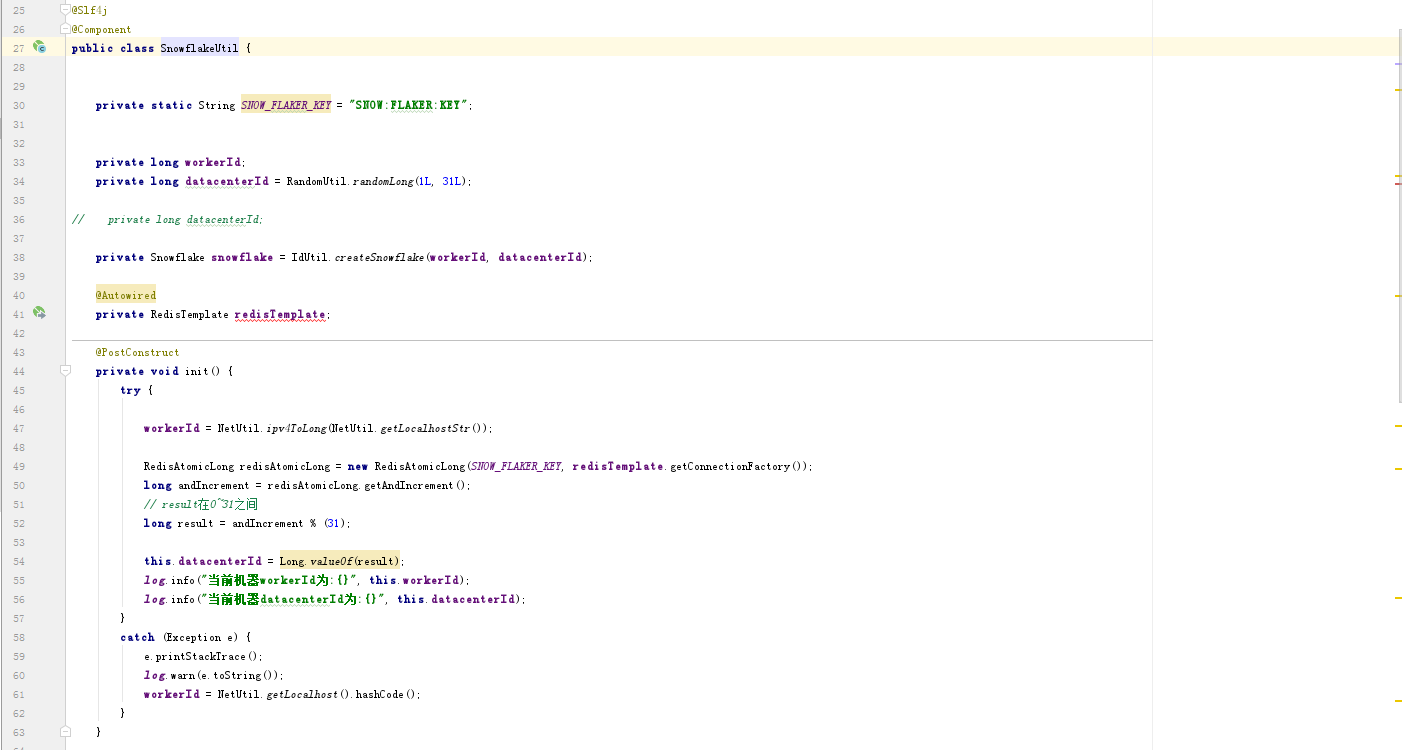 25 @Slf4j
26 @Component
27 public class SnowflakeUtil {
28
29
30 private static String SNOW_FLAKER_KEY = "SNOW:FLAKER:KEY";
31
32
33 private long workerId;
34 private long datacenterId = RandomUtil.randomLong(1L, 31L);
35
36 // private long datacenterId;
37
38 private Snowflake snowflake = IdUtil.createSnowflake(workerId, datacenterId);
39
40 @Autowired
41 private RedisTemplate redisTemplate;
42
43 @PostConstruct
44 private void init() {
45 try {
46
47 workerId = NetUtil.ipv4ToLong(NetUtil.getLocalhostStr());
48
49 RedisAtomicLong redisAtomicLong = new RedisAtomicLong(SNOW_FLAKER_KEY, redisTemplate.getConnectionFactory());
50 long andIncrement = redisAtomicLong.getAndIncrement();
51 // result在0~31之间
52 long result = andIncrement % (31);
53
54 this.datacenterId = Long.valueOf(result);
55 log.info("当前机器workerId为:{}", this.workerId);
56 log.info("当前机器datacenterId为:{}", this.datacenterId);
57 }
58 catch (Exception e) {
59 e.printStackTrace();
60 log.warn(e.toString());
61 workerId = NetUtil.getLocalhost().hashCode();
62 }
63 }